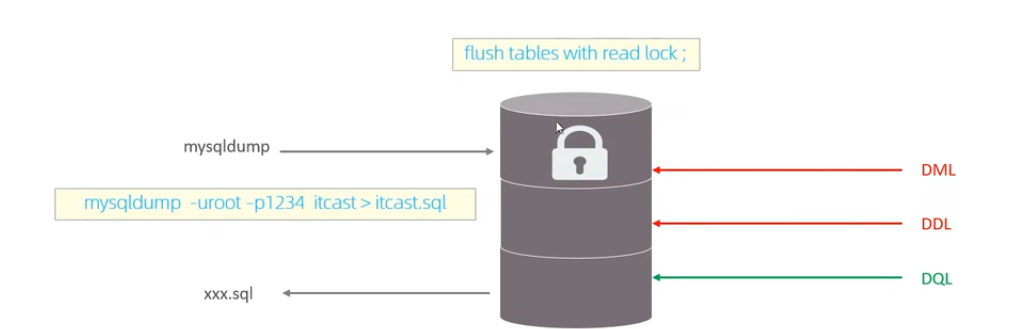 flush tables with read lock ;
mysqldump
DML
mysqldump -uroot –p1234 itcast > itcast.sql
DDL
DQL
xxx.sql